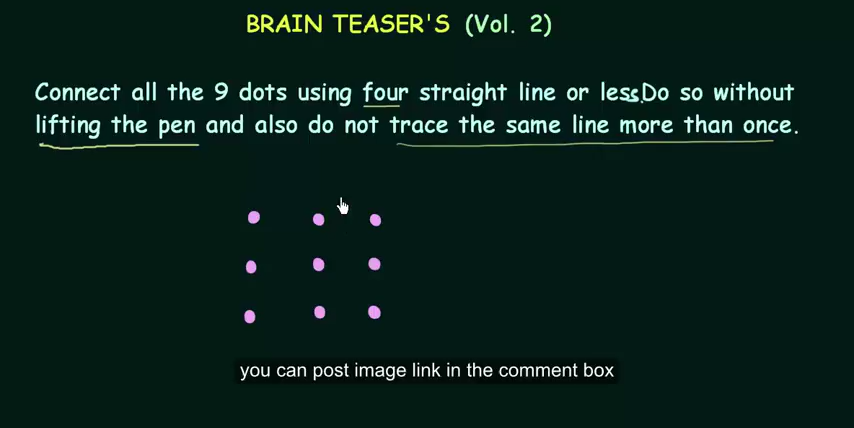 BRAIN TEASER'S (Vol. 2)
Connect all the 9 dots using four straight line or less.Do so without
lifting the pen and also do not trace the same line more than once.
you can post image link in the comment box